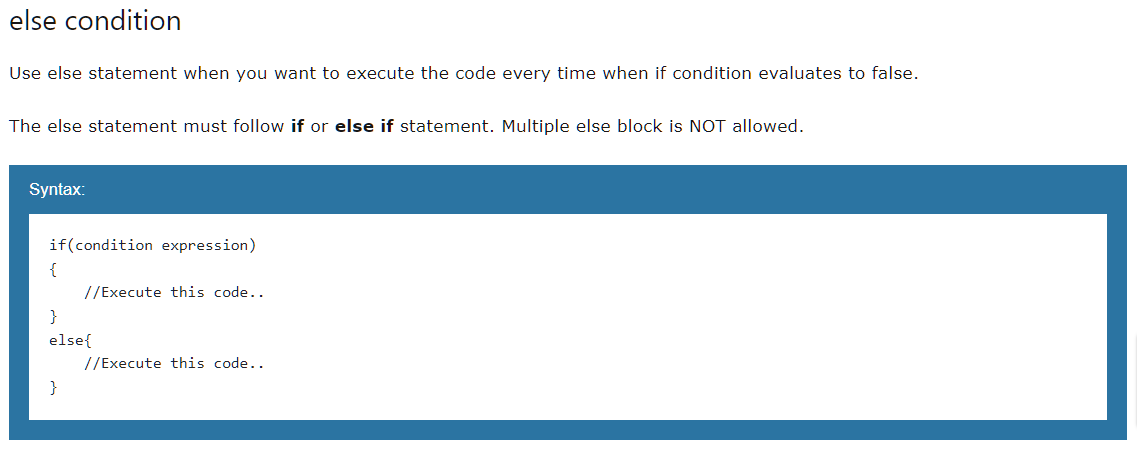 else condition
Use else statement when you want to execute the code every time when if condition evaluates to false.
The else statement must follow if or else if statement. Multiple else block is NOT allowed.
Syntax:
if(condition expression)
{
    //Execute this code..
}
else{
    //Execute this code..
}